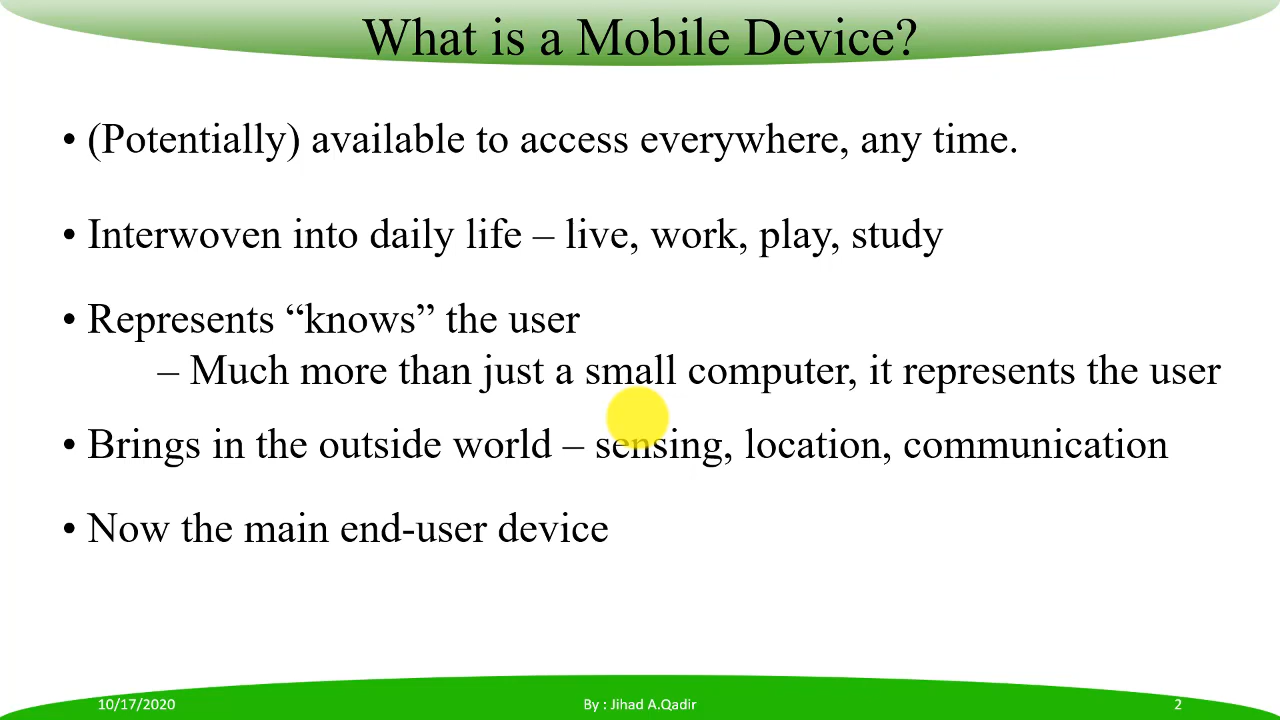 What is a Mobile Device?
• (Potentially) available to access everywhere, any time.
• Interwoven into daily life – live, work, play, study
• Represents “knows” the user
– Much more than just a small computer, it represents the user
• Brings in the outside world – sensing, location, communication
• Now the main end-user device
10/17/2020
By : Jihad A.Qadir
2